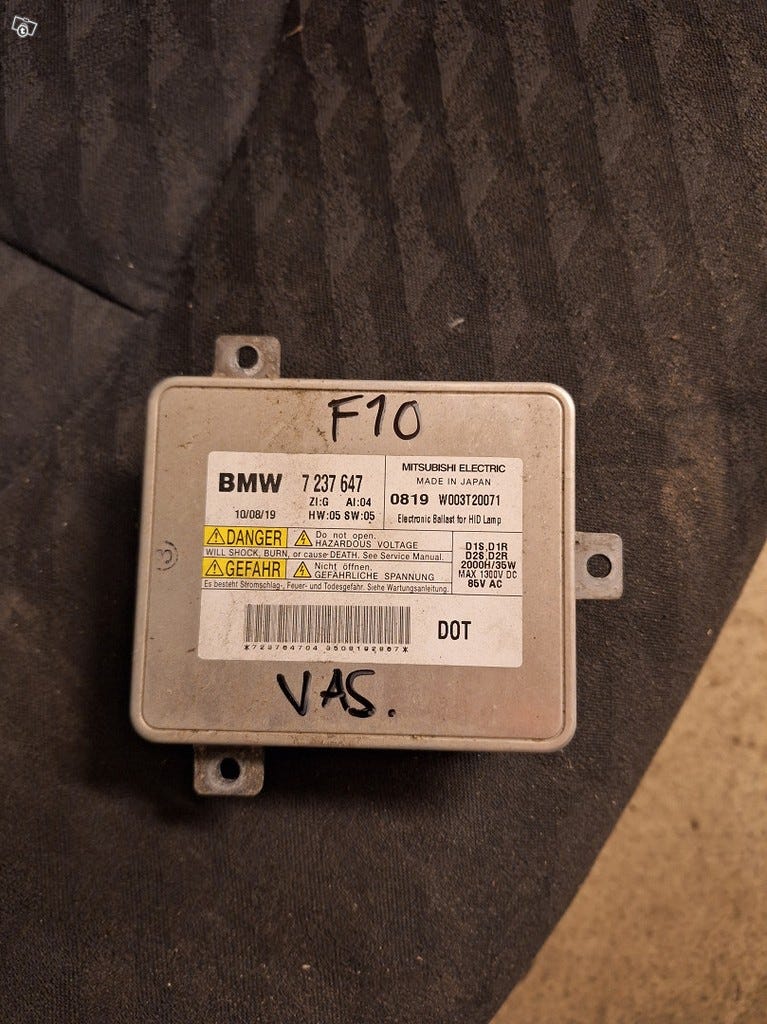 F10
BMW 7 237 647
ZI:G AI:04
10/08/19 HW:05 SW:05
MITSUBISHI ELECTRIC
MADE IN JAPAN
0819 W003T20071
Electronic Ballast for HID Lamp
DANGER Do not open.
HAZARDOUS VOLTAGE
WILL SHOCK, BURN, or cause DEATH. See Service Manual.
GEFAHR Nicht öffnen.
GEFÄHRLICHE SPANNUNG
Es besteht Stromschlag-, Feuer- und Todesgefahr. Siehe Wartungsanleitung.
D1S,D1R
D2S,D2R
2000H/35W
MAX 1300V DC
85V AC
DOT
VAS.